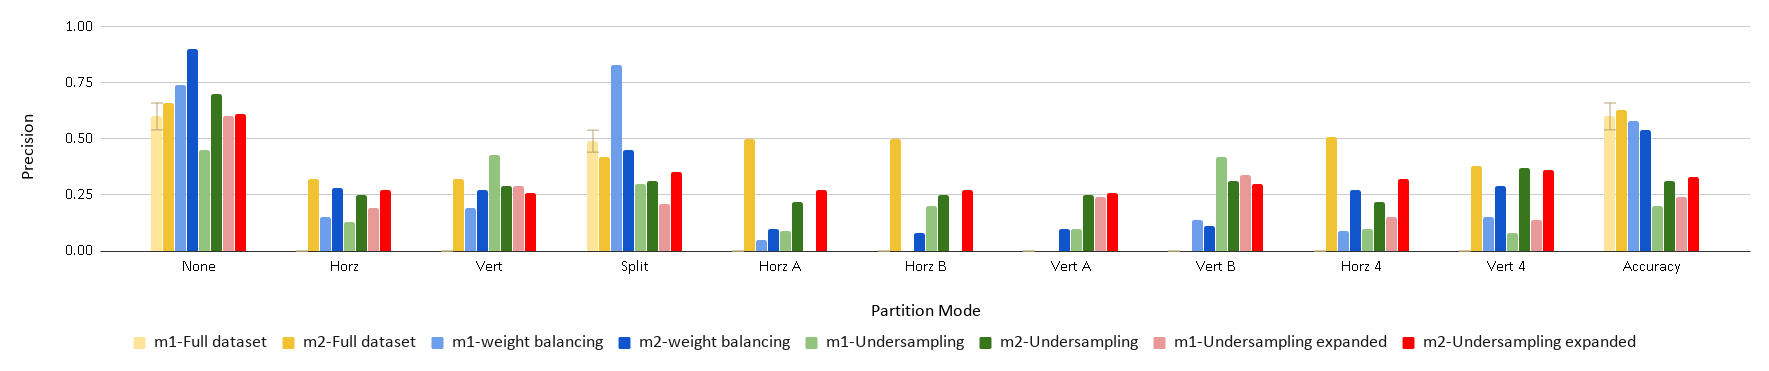 1.00
0.75
0.50
0.25
0.00
Precision
None Horz Vert Split Horz A Horz B Vert A Vert B Horz 4 Vert 4 Accuracy
Partition Mode
m1-Full dataset m2-Full dataset m1-weight balancing m2-weight balancing m1-Undersampling m2-Undersampling m1-Undersampling expanded m2-Undersampling expanded